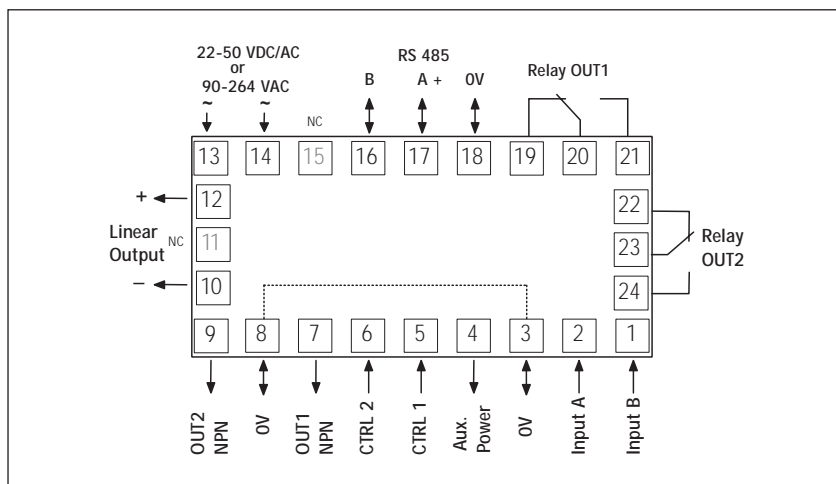 22-50 VDC/AC
or
90-264 VAC
~ ~
RS 485
B A + 0V
Relay OUT1
NC
13 14 15 16 17 18 19 20 21
+ 12
Linear
Output
NC 11
– 10
22
23
24
Relay
OUT2
9 8 7 6 5 4 3 2 1
OUT2
NPN
0V
OUT1
NPN
CTRL 2
CTRL 1
Aux.
Power
0V
Input A
Input B